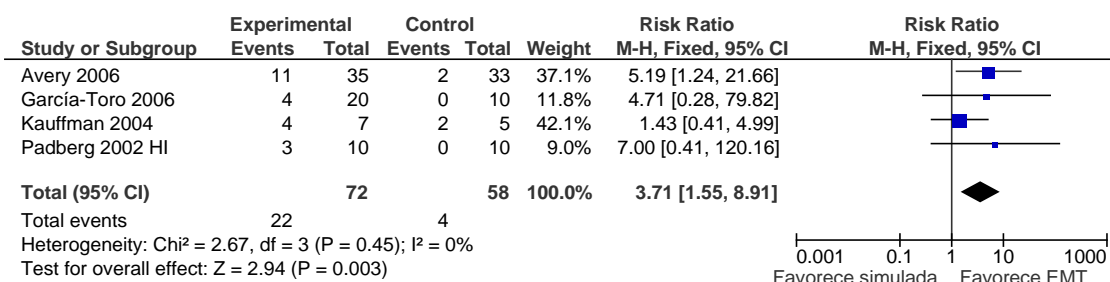 Experimental Control Risk Ratio Risk Ratio
Study or Subgroup Events Total Events Total Weight M-H, Fixed, 95% CI M-H, Fixed, 95% CI
Avery 2006 11 35 2 33 37.1% 5.19 [1.24, 21.66]
García-Toro 2006 4 20 0 10 11.8% 4.71 [0.28, 79.82]
Kauffman 2004 4 7 2 5 42.1% 1.43 [0.41, 4.99]
Padberg 2002 HI 3 10 0 10 9.0% 7.00 [0.41, 120.16]
Total (95% CI) 72 58 100.0% 3.71 [1.55, 8.91]
Total events 22 4
Heterogeneity: Chi² = 2.67, df = 3 (P = 0.45); I² = 0%
Test for overall effect: Z = 2.94 (P = 0.003)
0.001 0.1 1 10 1000
Favorece simulada Favorece EMT